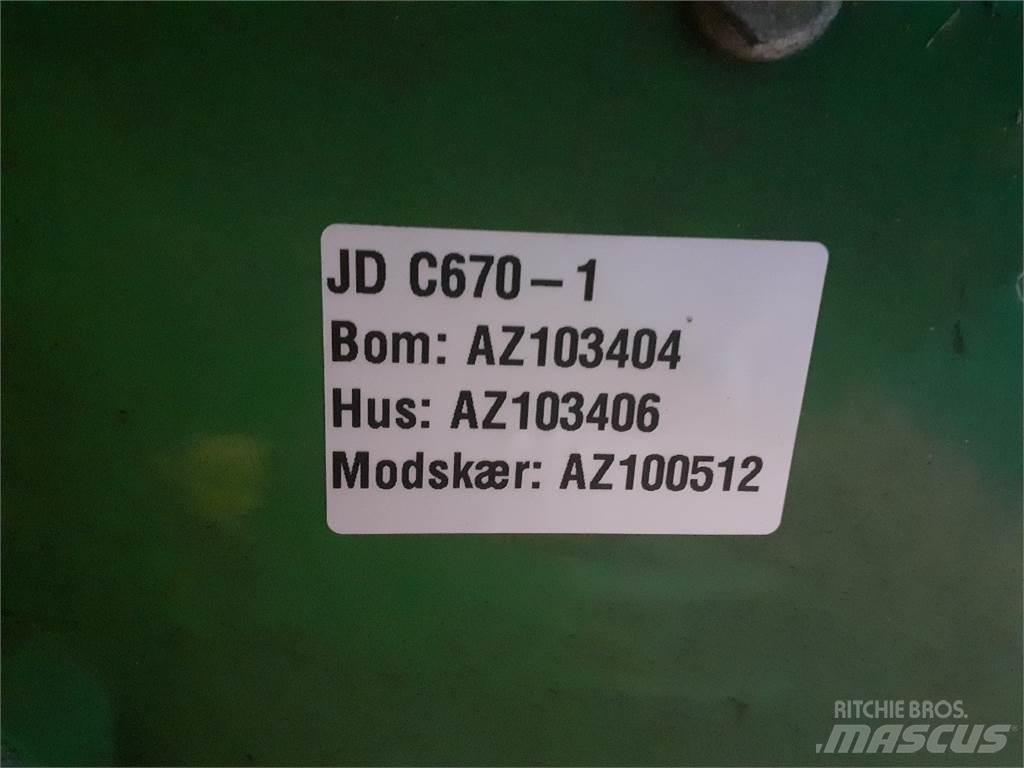 JD C670-1
Bom: AZ103404
Hus: AZ103406
Modskær: AZ100512
RITCHIE BROS.
MASCUS